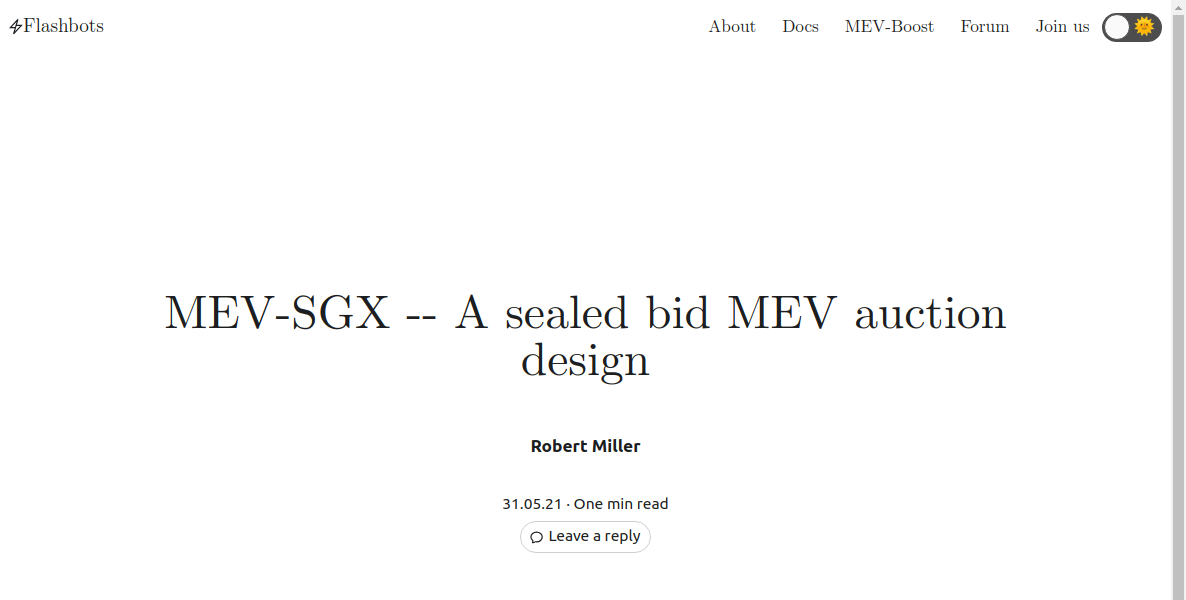 Flashbots
About Docs MEV-Boost Forum Join us
MEV-SGX -- A sealed bid MEV auction
design
Robert Miller
31.05.21 · One min read
Leave a reply